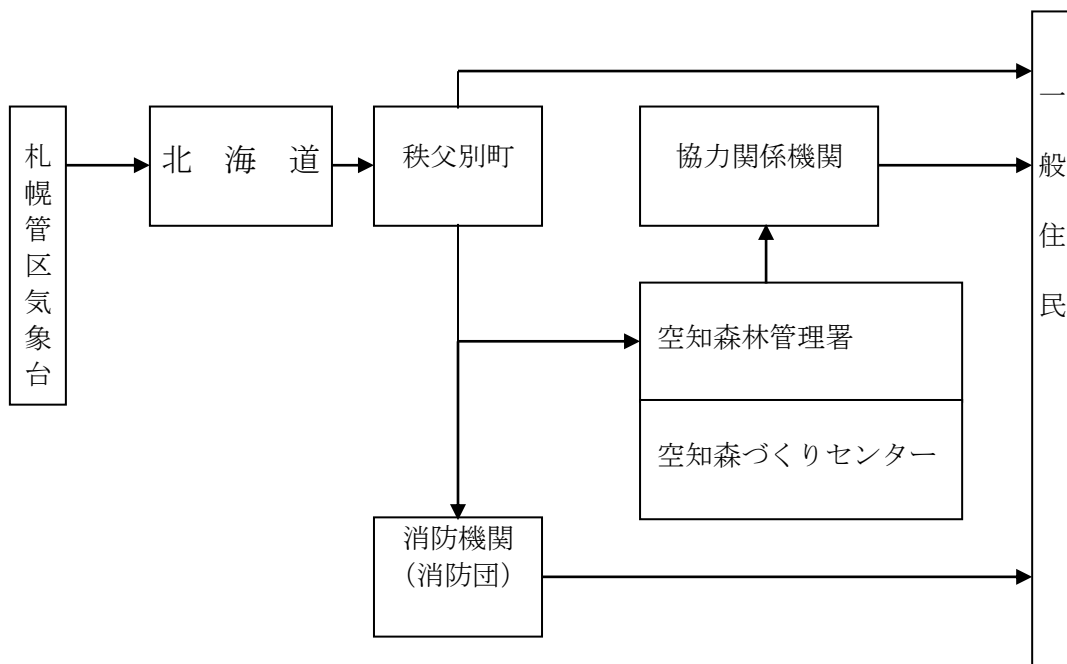 札幌管区気象台
北　海　道
秩父別町
協力関係機関
一般住民
空知森林管理署
空知森づくりセンター
消防機関
（消防団）